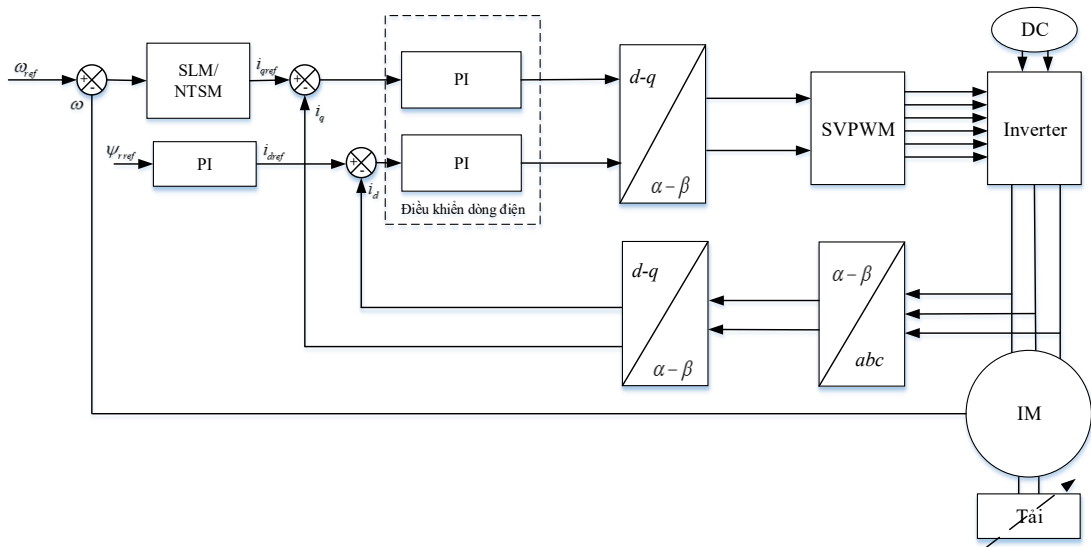 DC
ω_ref
+
-
ω
SLM/
NTSM
i_qref
+
-
i_q
PI
d-q
α – β
SVPWM
Inverter
ψ_rref
PI
i_dref
+
-
i_d
PI
Điều khiển dòng điện
d-q
α – β
α – β
abc
IM
Tải